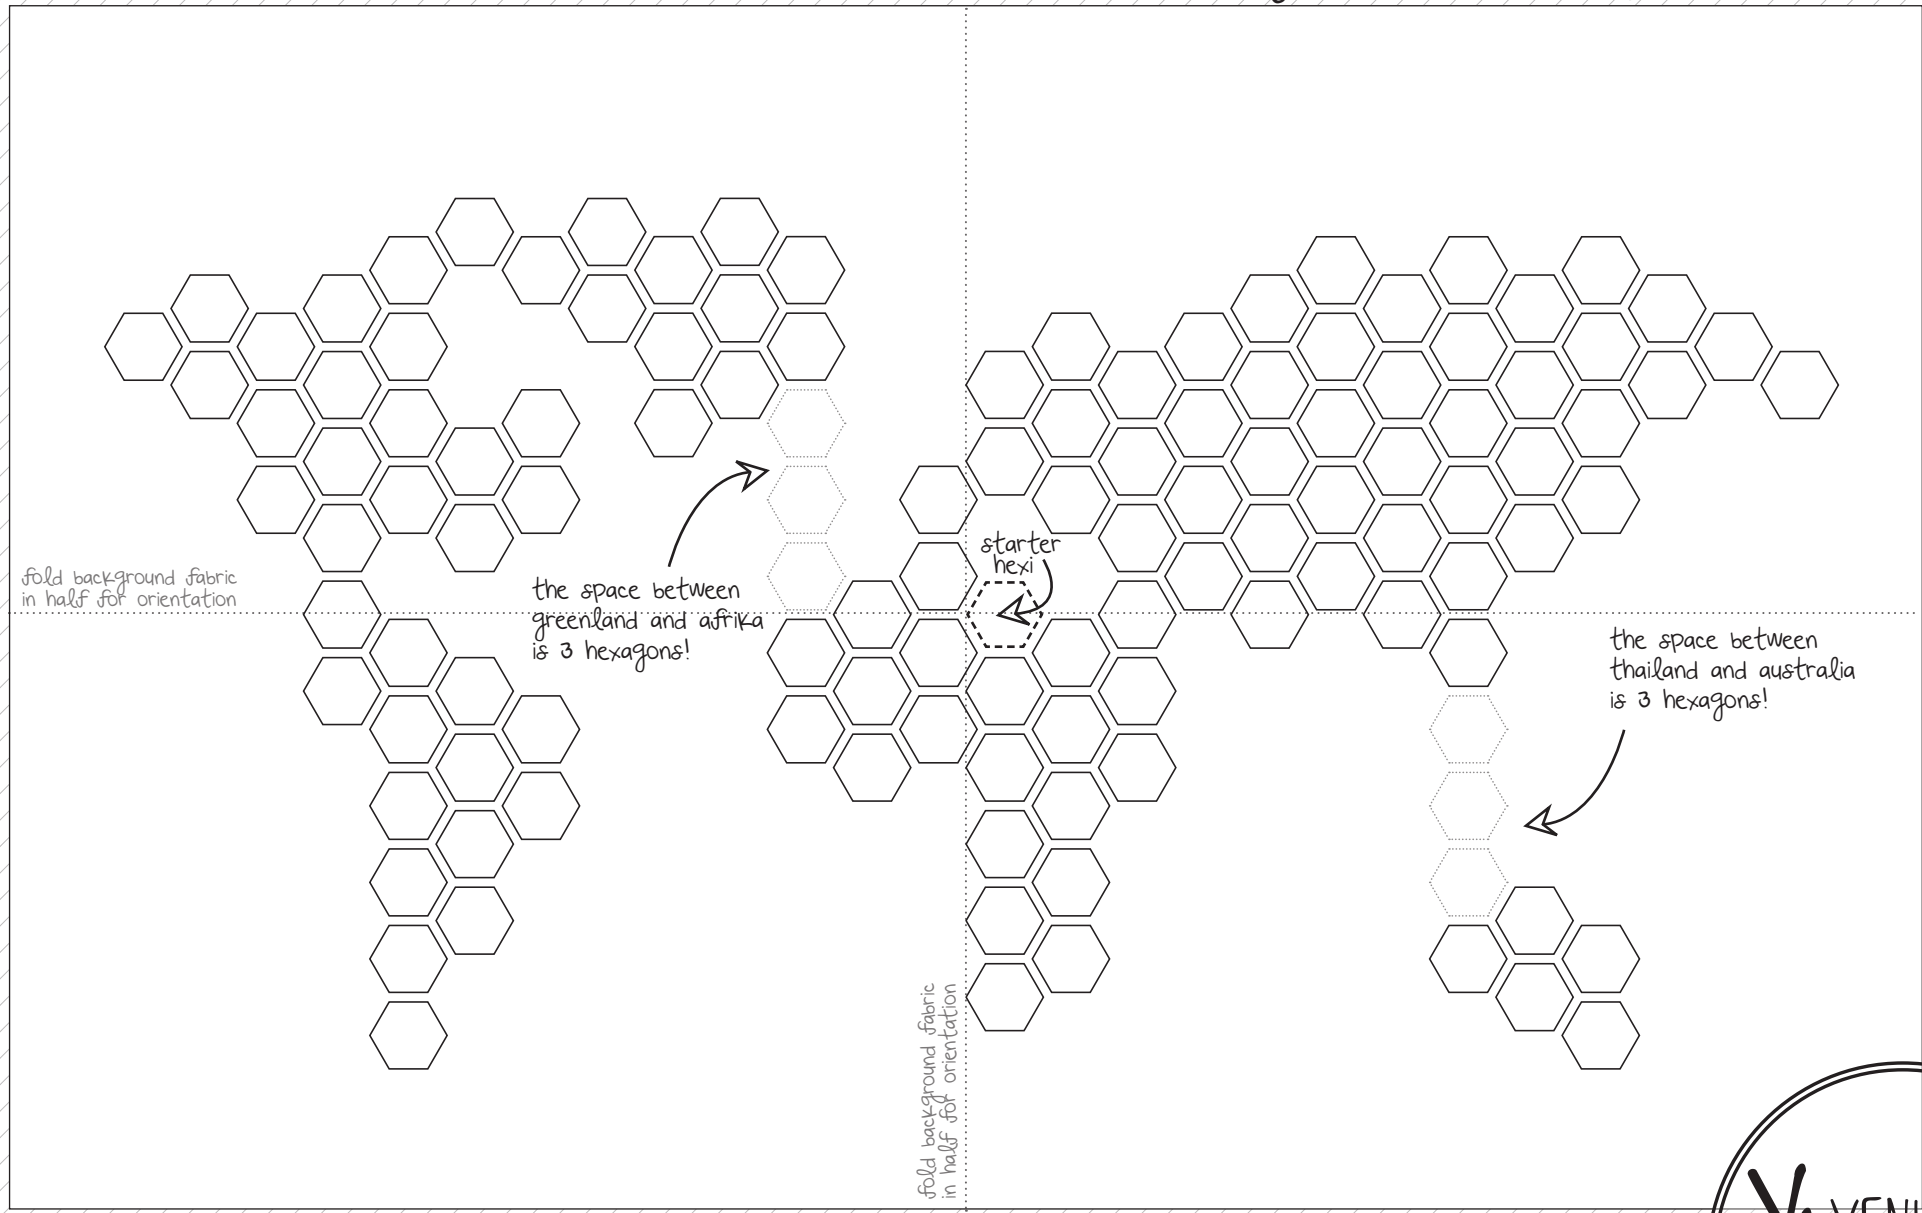 starter
hexi
fold background fabric
in half for orientation
the space between
greenland and afrika
is 3 hexagons!
the space between
thailand and australia
is 3 hexagons!
fold background fabric
in half for orientation